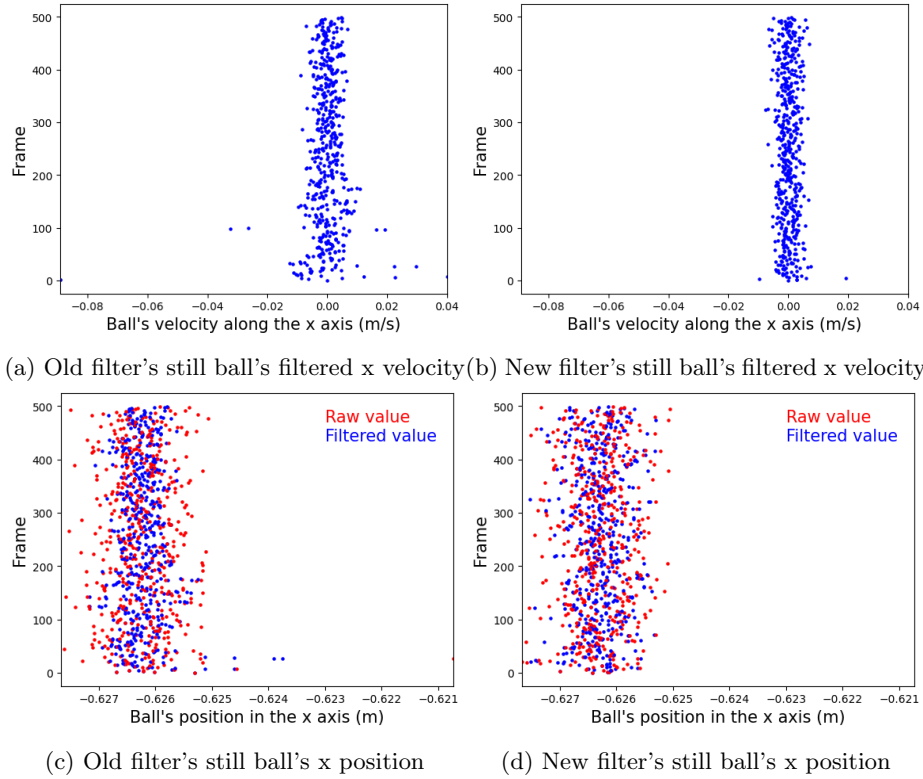 500
400
300
200
100
0
Frame
−0.08 −0.06 −0.04 −0.02 0.00 0.02 0.04
Ball's velocity along the x axis (m/s)
500
400
300
200
100
0
Frame
−0.08 −0.06 −0.04 −0.02 0.00 0.02 0.04
Ball's velocity along the x axis (m/s)
(a) Old filter's still ball's filtered x velocity
(b) New filter's still ball's filtered x velocity
500
400
300
200
100
0
Frame
Raw value
Filtered value
−0.627 −0.626 −0.625 −0.624 −0.623 −0.622 −0.621
Ball's position in the x axis (m)
500
400
300
200
100
0
Frame
Raw value
Filtered value
−0.627 −0.626 −0.625 −0.624 −0.623 −0.622 −0.621
Ball's position in the x axis (m)
(c) Old filter's still ball's x position
(d) New filter's still ball's x position